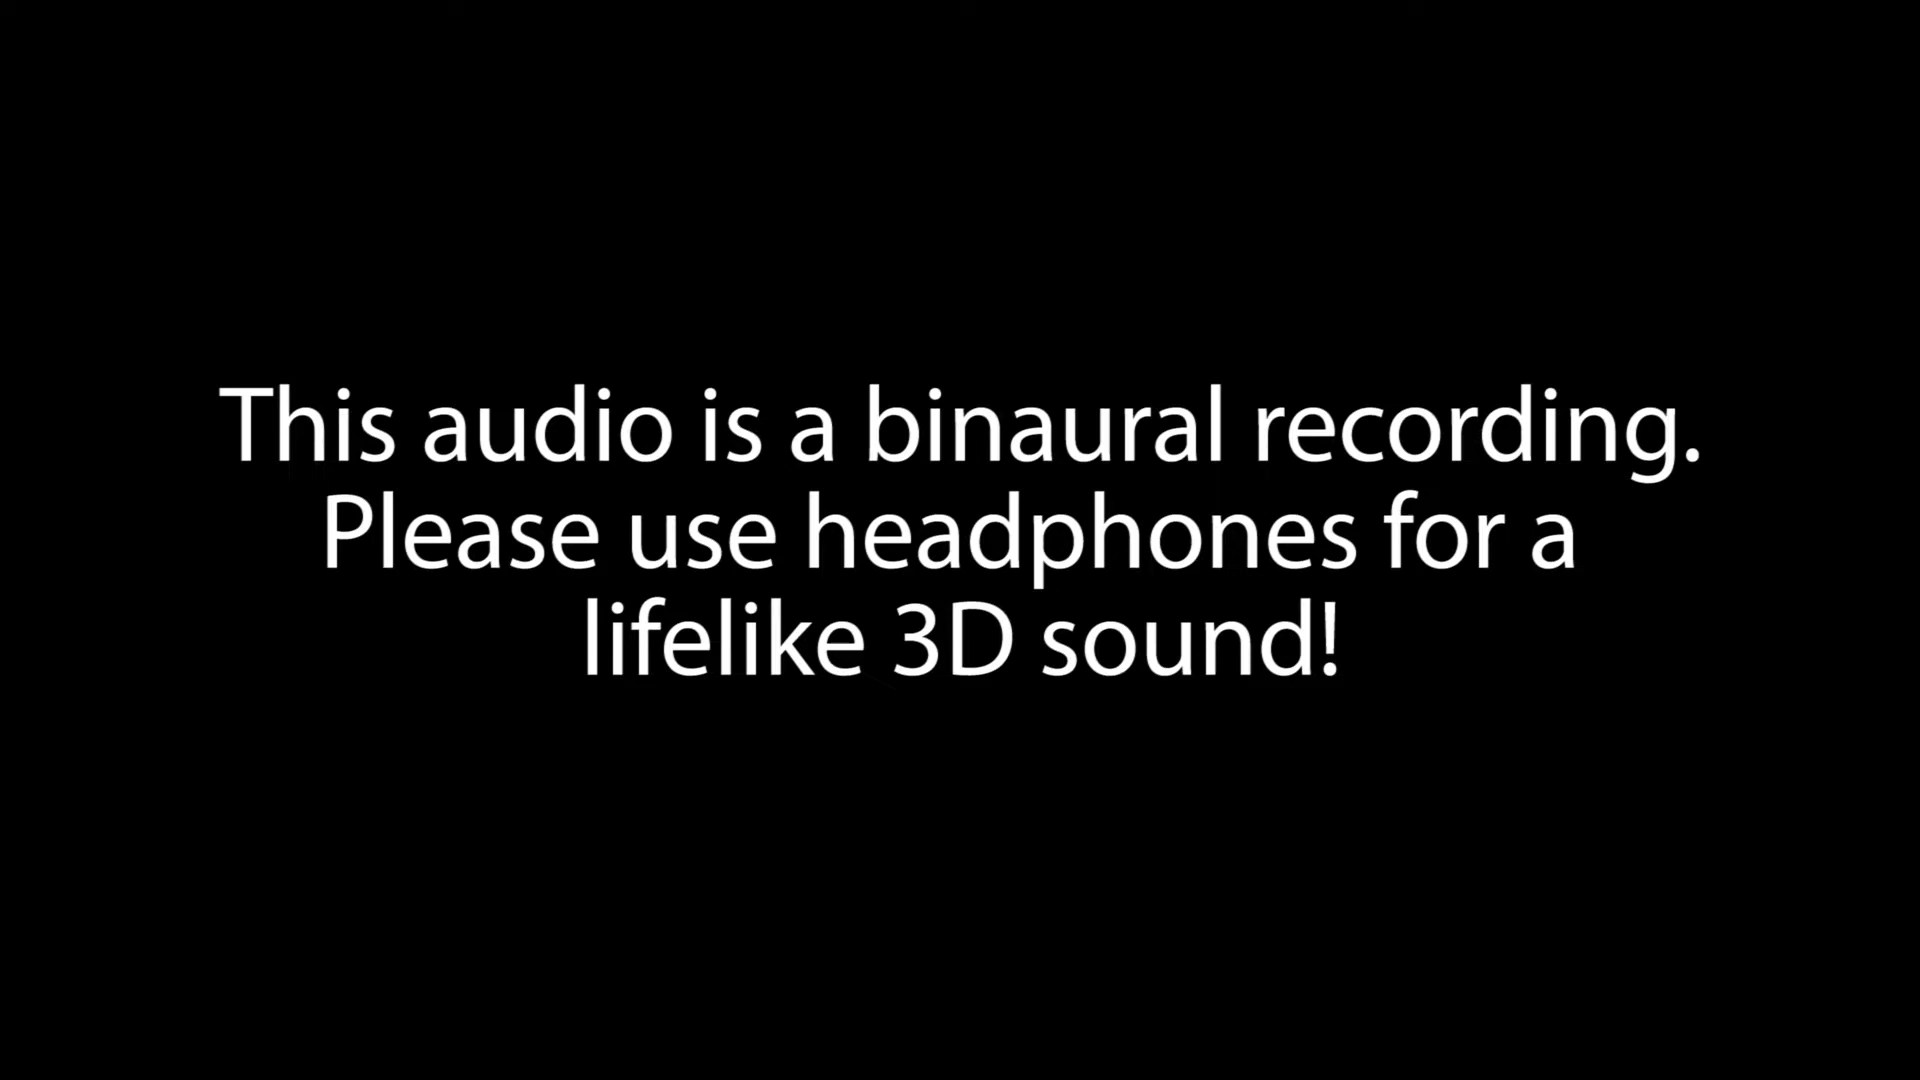 This audio is a binaural recording.
Please use headphones for a
lifelike 3D sound!